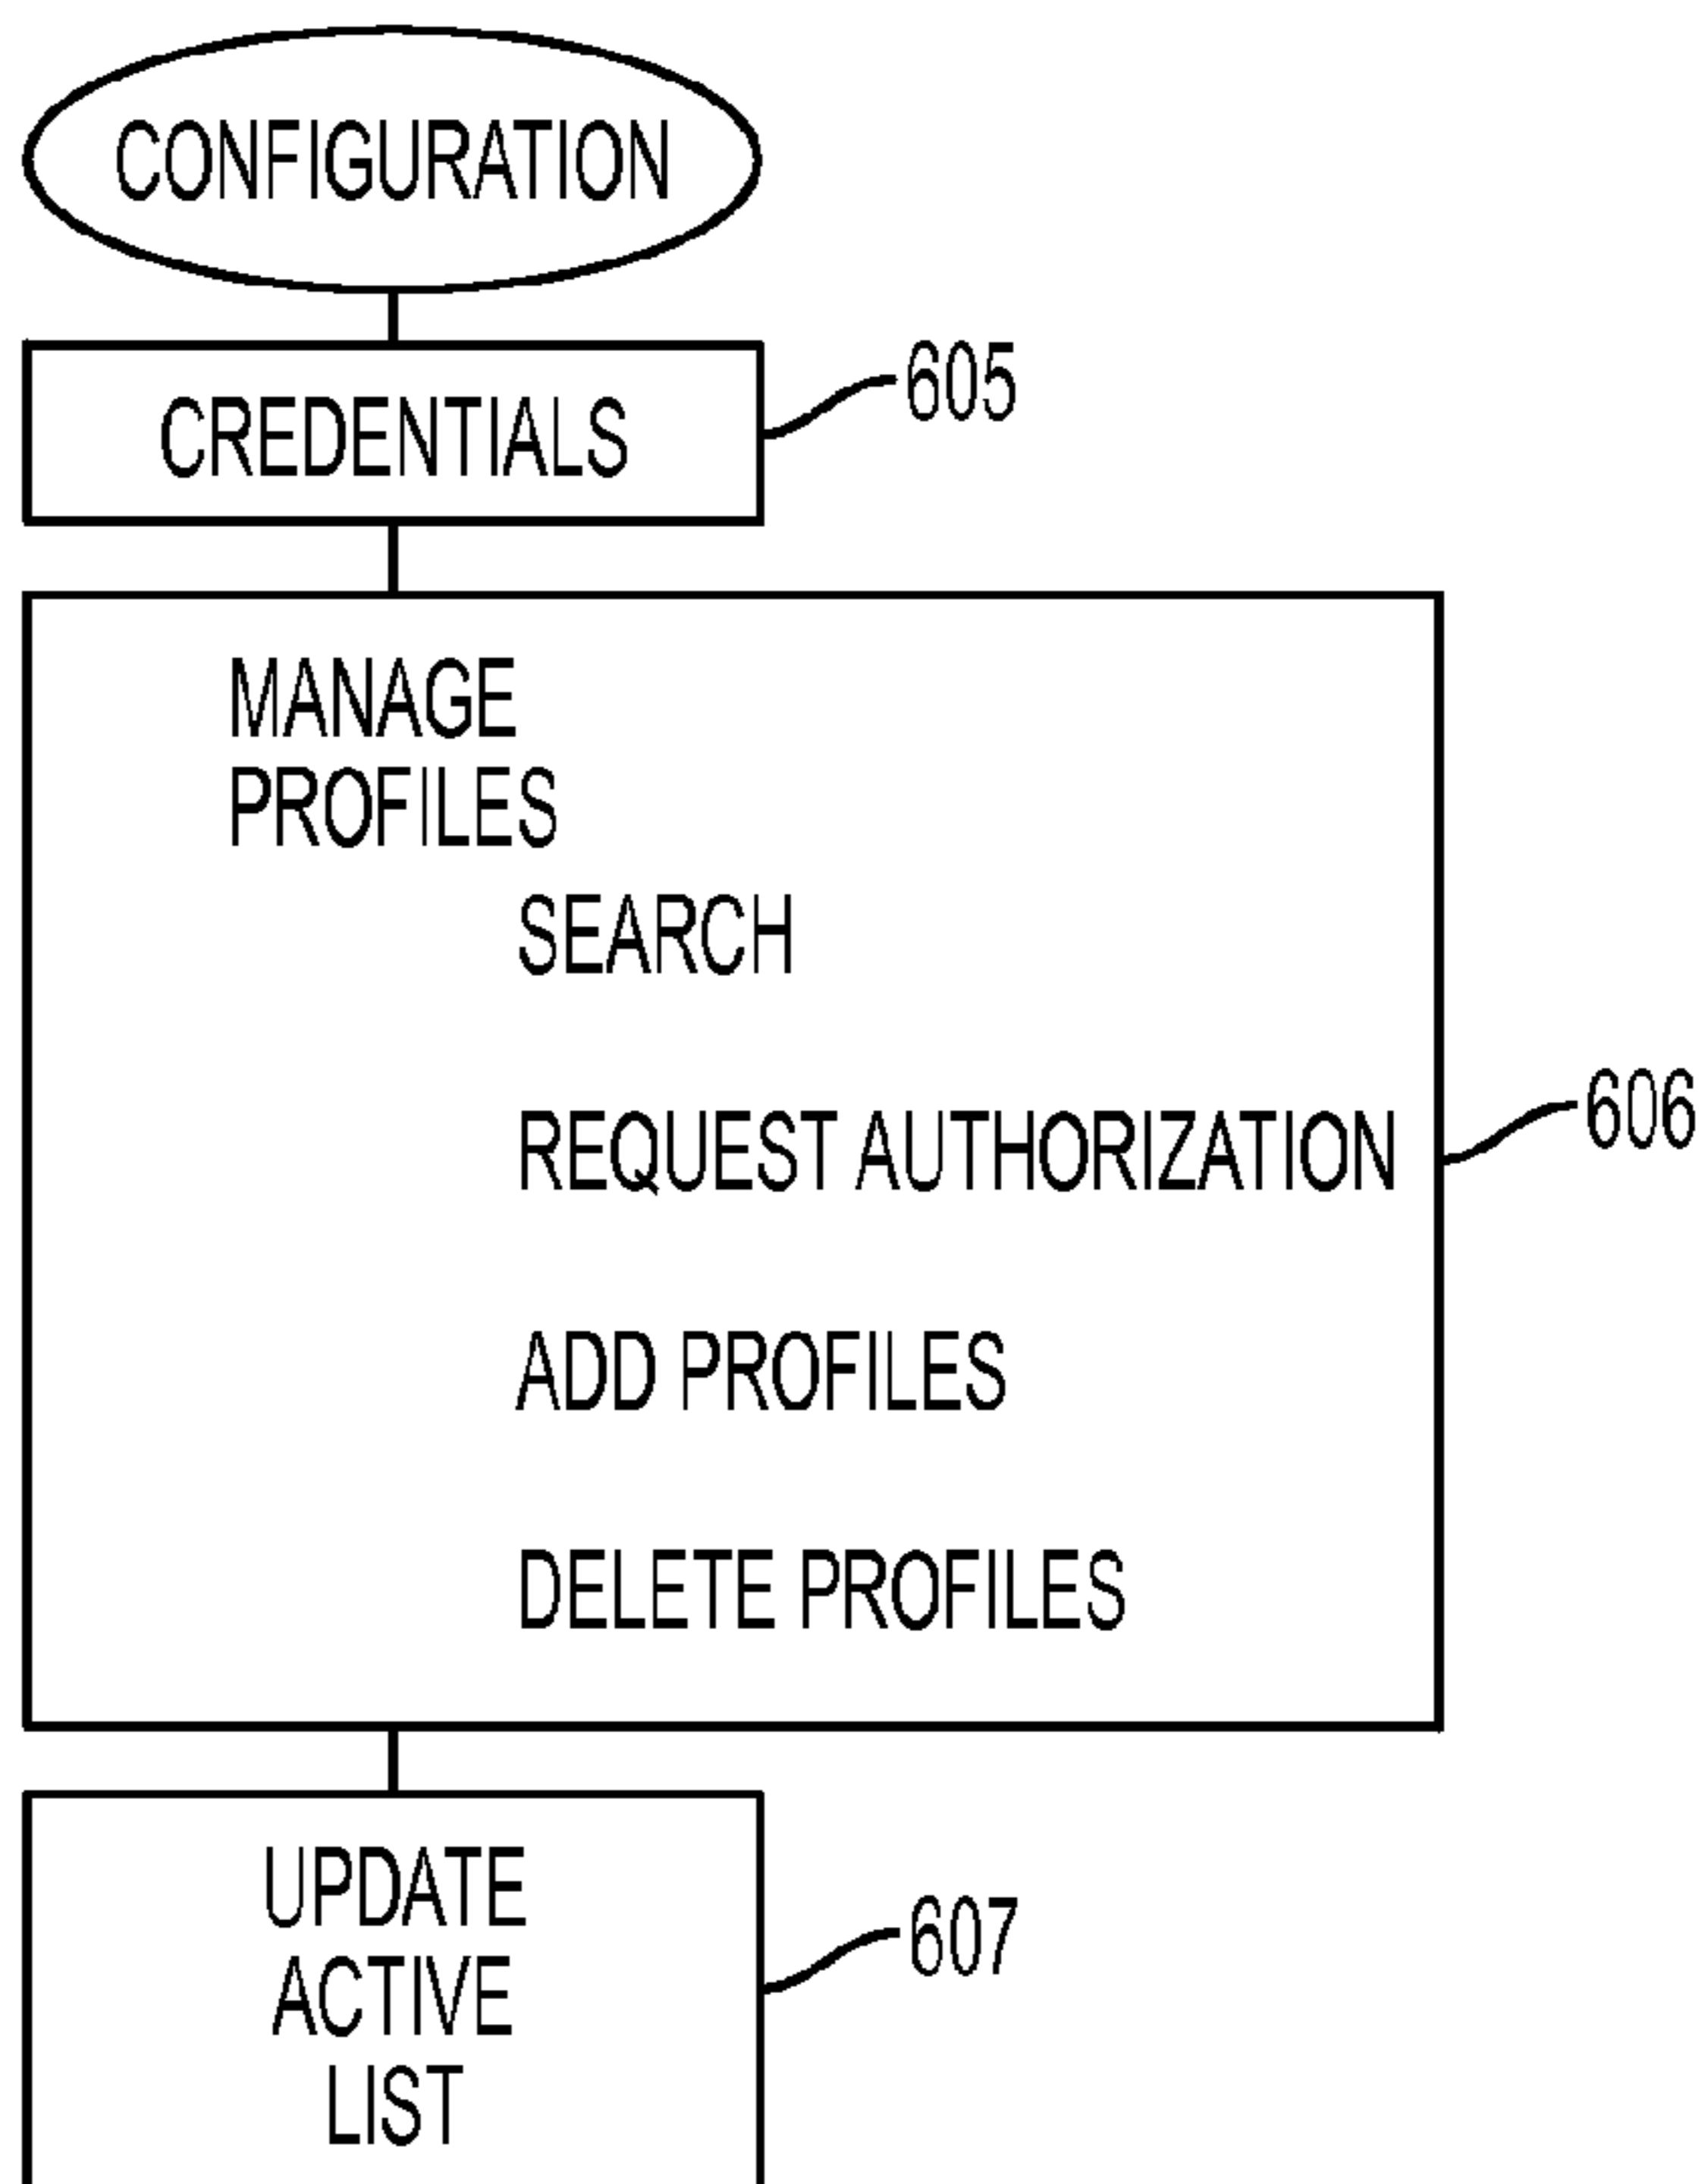 CONFIGURATION
CREDENTIALS
605
MANAGE
PROFILES
SEARCH
REQUEST AUTHORIZATION
606
ADD PROFILES
DELETE PROFILES
UPDATE
ACTIVE
LIST
607